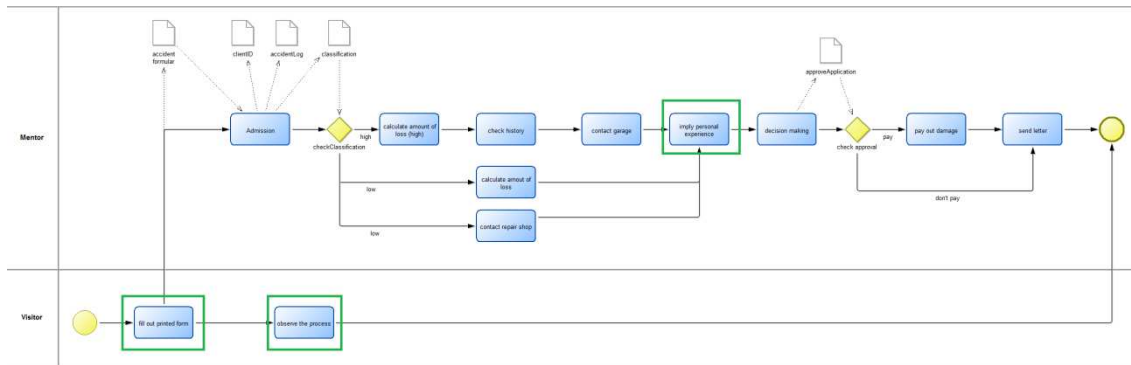 accident
formular
clientID
accidentLog
classification
approveApplication
Mentor
Admission
checkClassification
high
calculate amount of
loss (high)
check history
contact garage
imply personal
experience
decision making
check approval
pay
pay out damage
send letter
low
calculate amout of
loss
low
contact repair shop
don't pay
Visitor
fill out printed form
observe the process